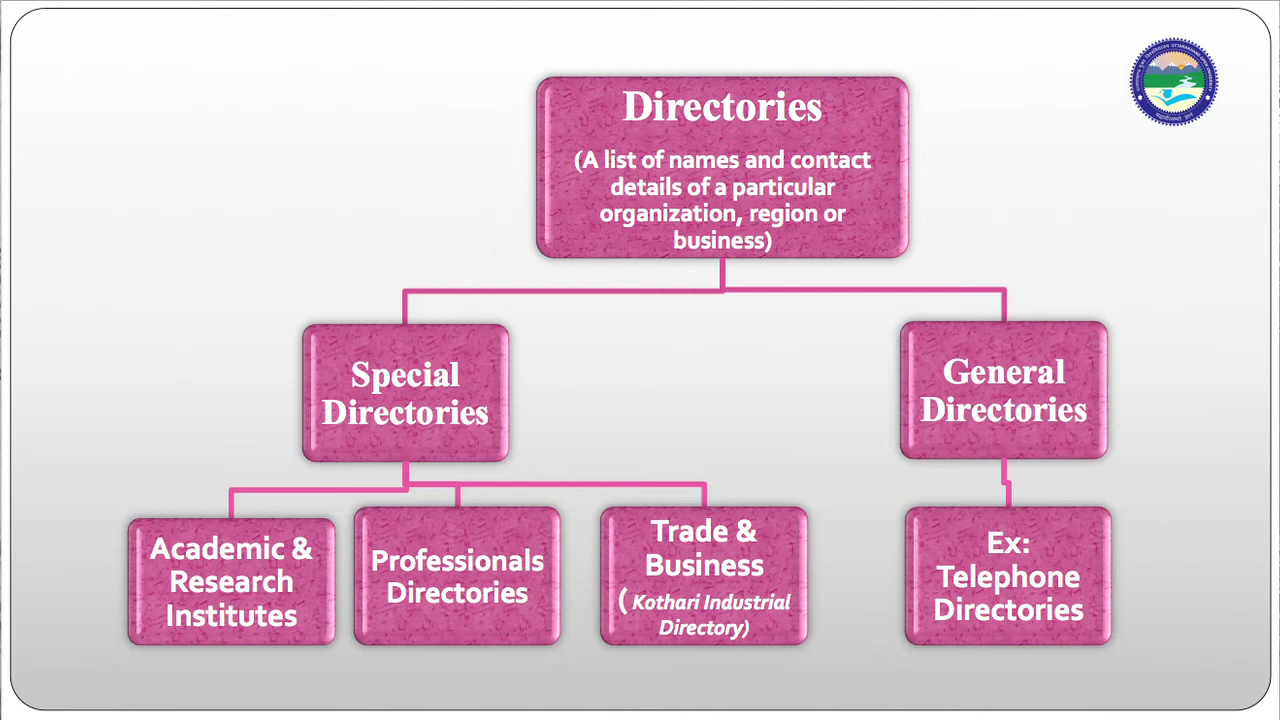 Directories
(A list of names and contact
details of a particular
organization, region or
business)
Special
Directories
General
Directories
Academic &
Research
Institutes
Professionals
Directories
Trade &
Business
( Kothari Industrial
Directory)
Ex:
Telephone
Directories